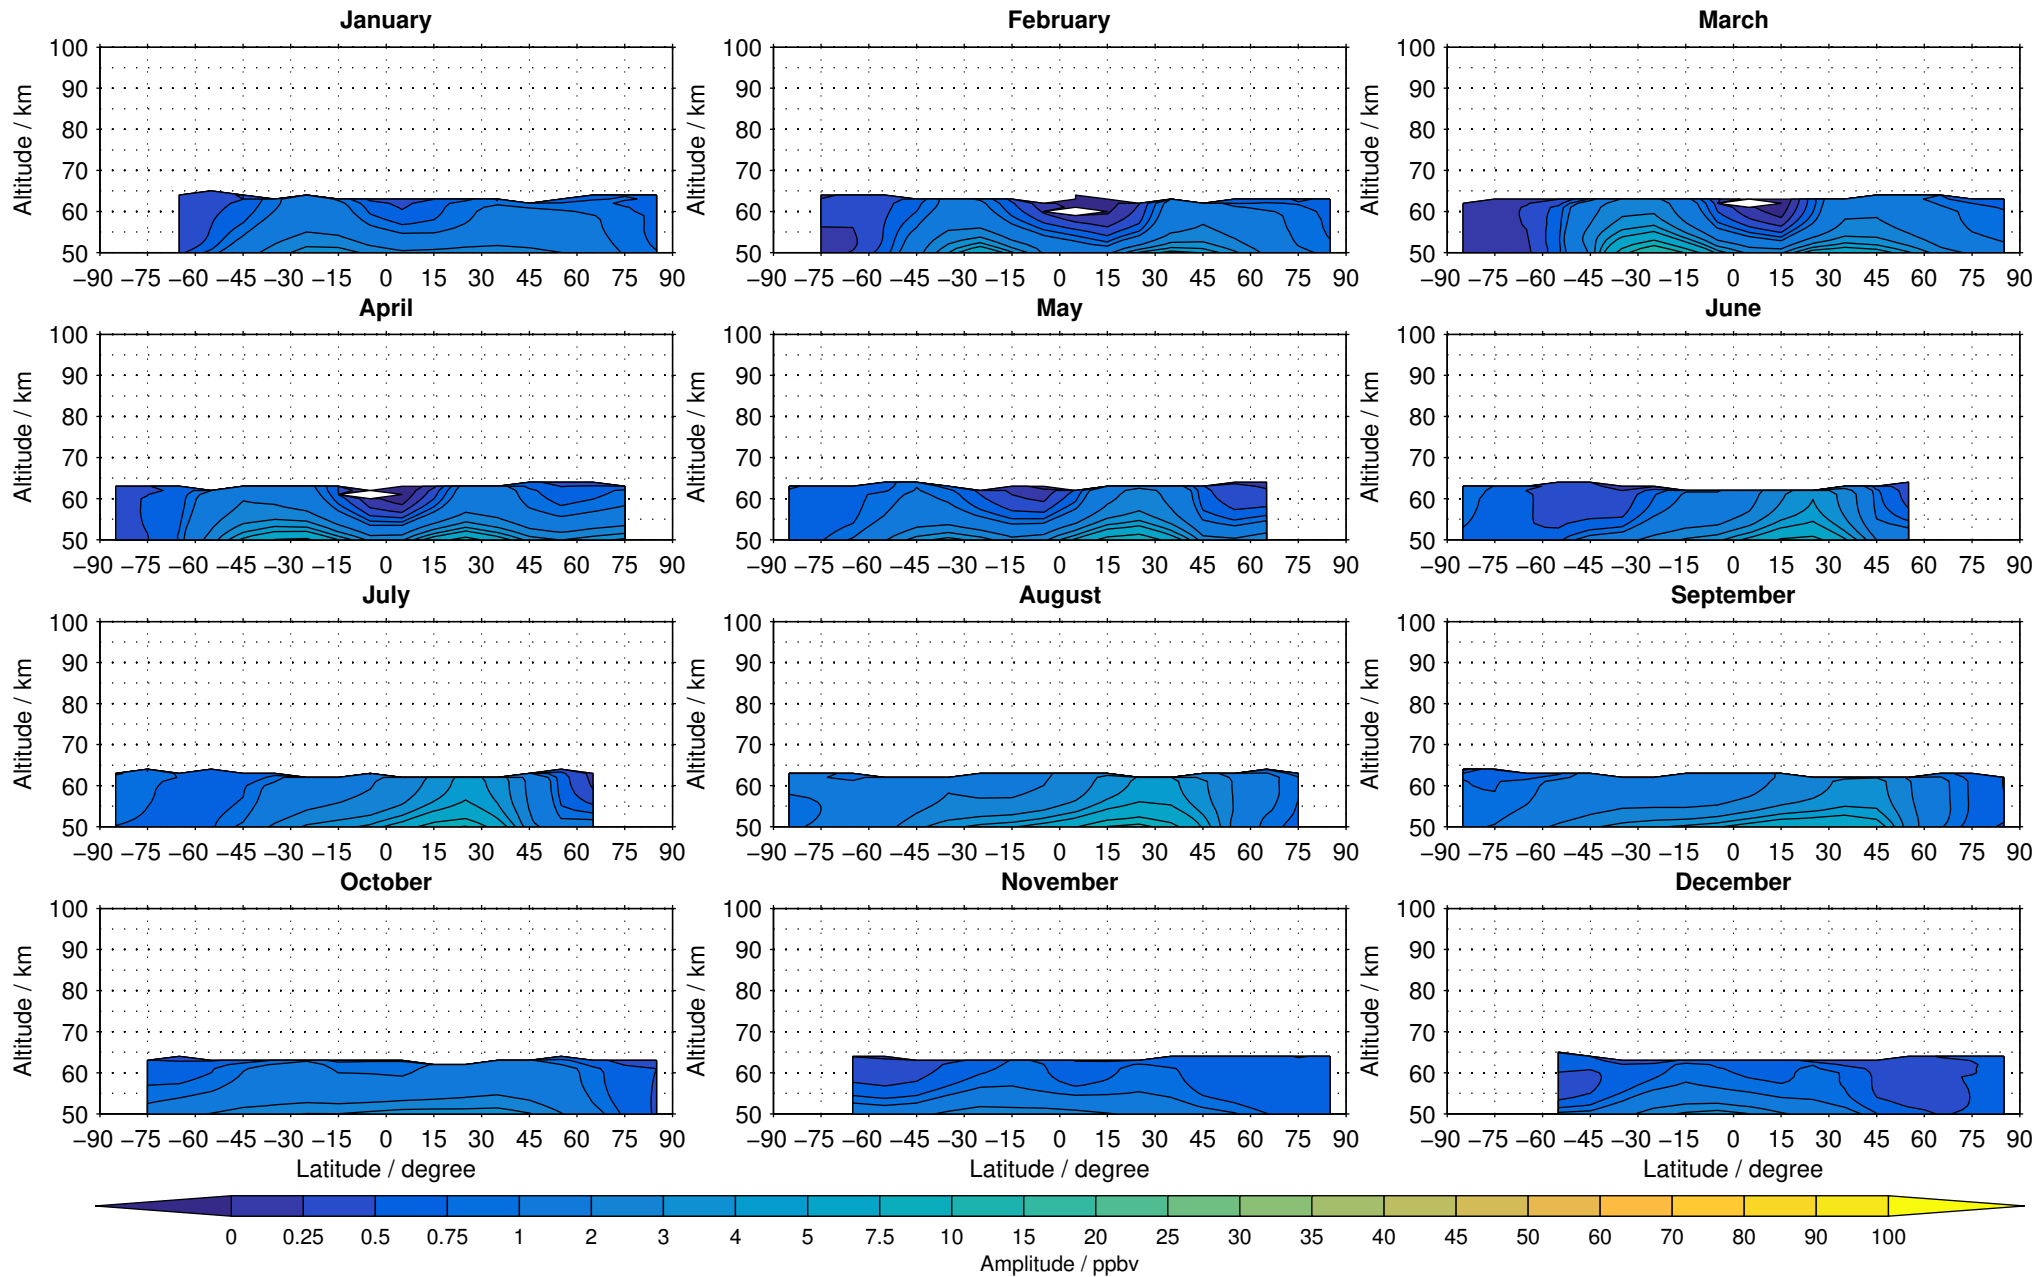 January February March
100 100 100
90 90 90
80 80 80
70 70 70
60 60 60
50 50 50
Altitude / km Altitude / km Altitude / km
−90 −75 −60 −45 −30 −15 0 15 30 45 60 75 90 −90 −75 −60 −45 −30 −15 0 15 30 45 60 75 90 −90 −75 −60 −45 −30 −15 0 15 30 45 60 75 90
April May June
100 100 100
90 90 90
80 80 80
70 70 70
60 60 60
50 50 50
Altitude / km Altitude / km Altitude / km
−90 −75 −60 −45 −30 −15 0 15 30 45 60 75 90 −90 −75 −60 −45 −30 −15 0 15 30 45 60 75 90 −90 −75 −60 −45 −30 −15 0 15 30 45 60 75 90
July August September
100 100 100
90 90 90
80 80 80
70 70 70
60 60 60
50 50 50
Altitude / km Altitude / km Altitude / km
−90 −75 −60 −45 −30 −15 0 15 30 45 60 75 90 −90 −75 −60 −45 −30 −15 0 15 30 45 60 75 90 −90 −75 −60 −45 −30 −15 0 15 30 45 60 75 90
October November December
100 100 100
90 90 90
80 80 80
70 70 70
60 60 60
50 50 50
Altitude / km Altitude / km Altitude / km
−90 −75 −60 −45 −30 −15 0 15 30 45 60 75 90 −90 −75 −60 −45 −30 −15 0 15 30 45 60 75 90 −90 −75 −60 −45 −30 −15 0 15 30 45 60 75 90
Latitude / degree Latitude / degree Latitude / degree
0 0.25 0.5 0.75 1 2 3 4 5 7.5 10 15 20 25 30 35 40 45 50 60 70 80 90 100
Amplitude / ppbv